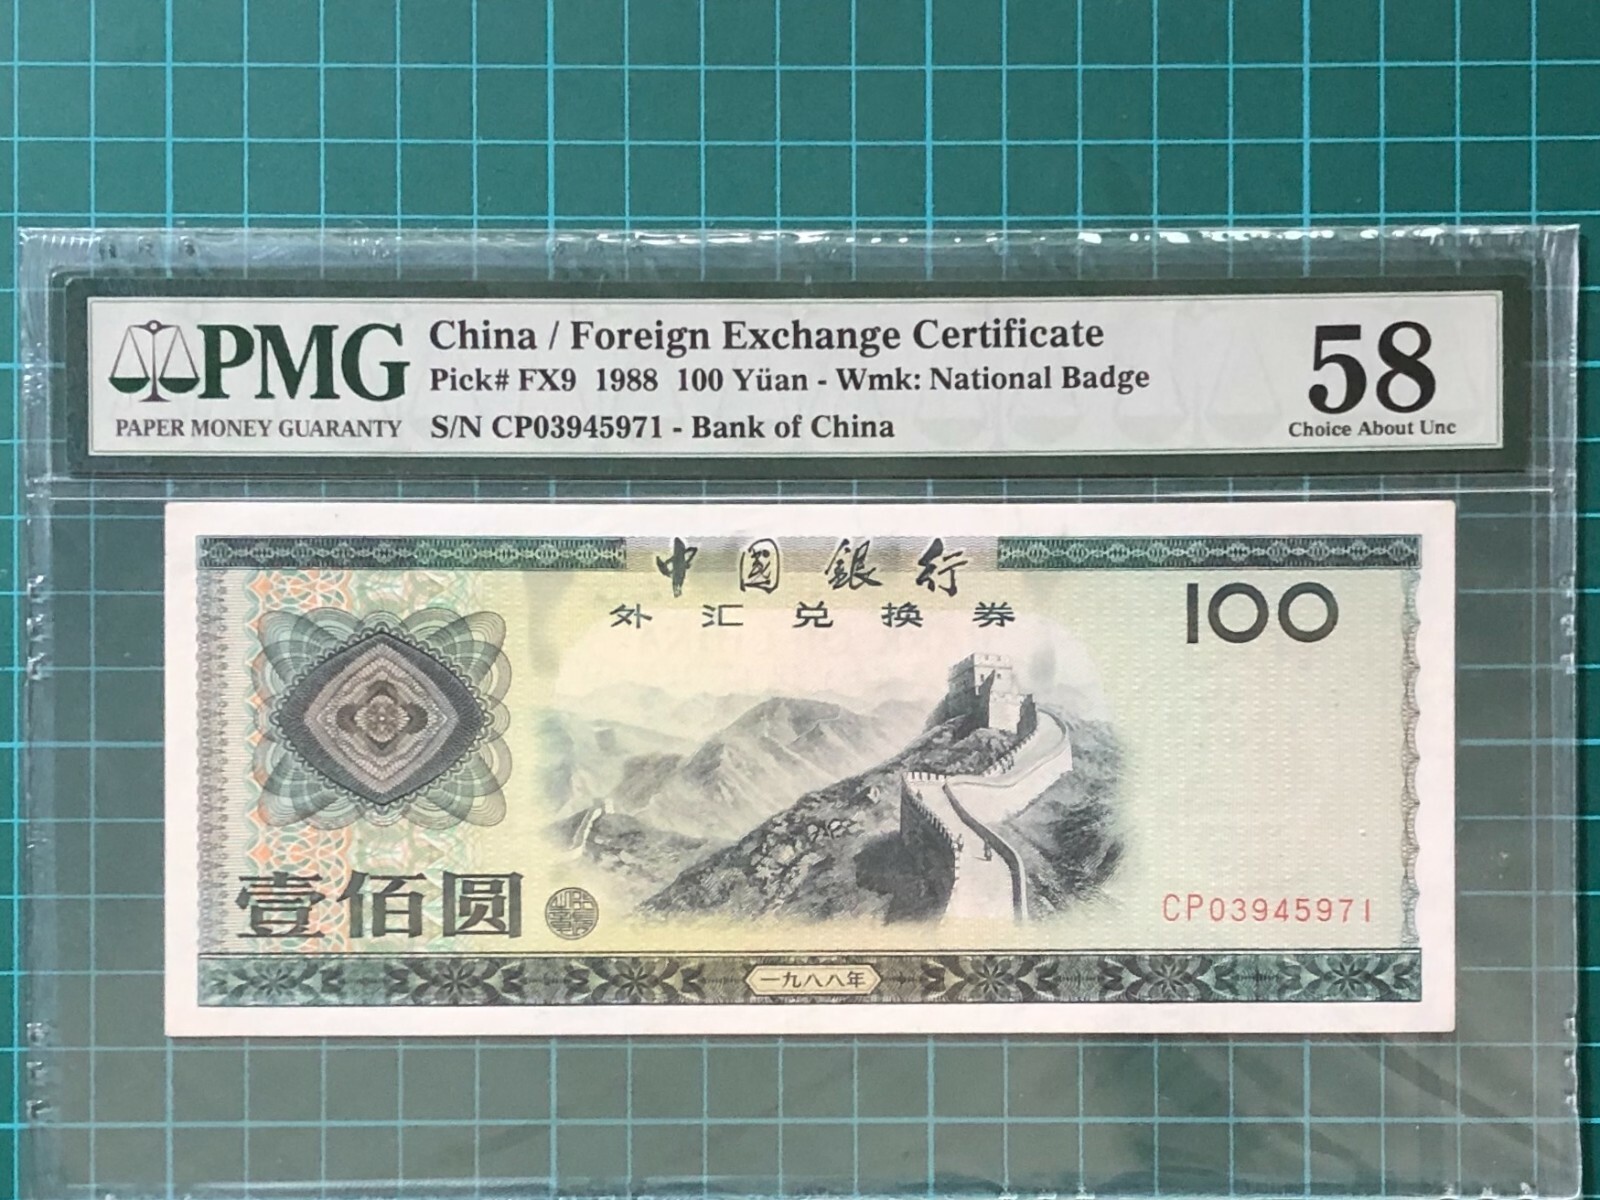 PMG
PAPER MONEY GUARANTY
China / Foreign Exchange Certificate
Pick# FX9 1988 100 Yüan - Wmk: National Badge
S/N CP03945971 - Bank of China
58
Choice About Unc
中國銀行
外汇兑换券
100
壹佰圆
CP03945971
一九八八年